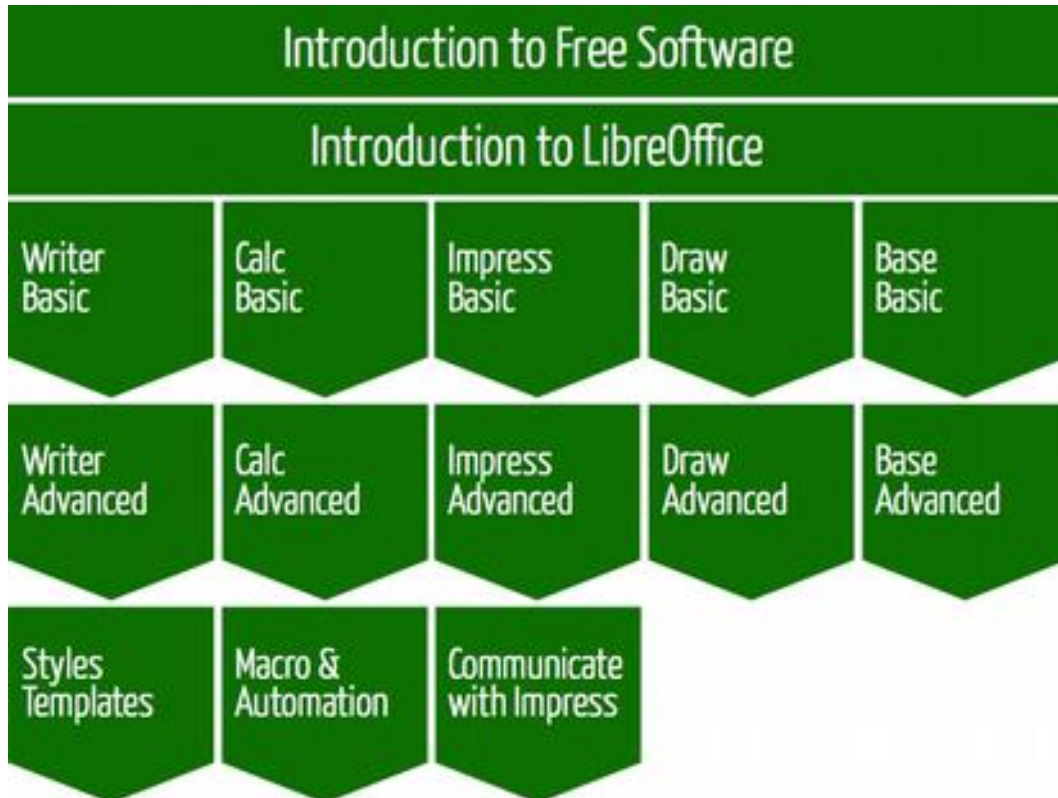 Introduction to Free Software
Introduction to LibreOffice
Writer
Basic
Calc
Basic
Impress
Basic
Draw
Basic
Base
Basic
Writer
Advanced
Calc
Advanced
Impress
Advanced
Draw
Advanced
Base
Advanced
Styles
Templates
Macro &
Automation
Communicate
with Impress